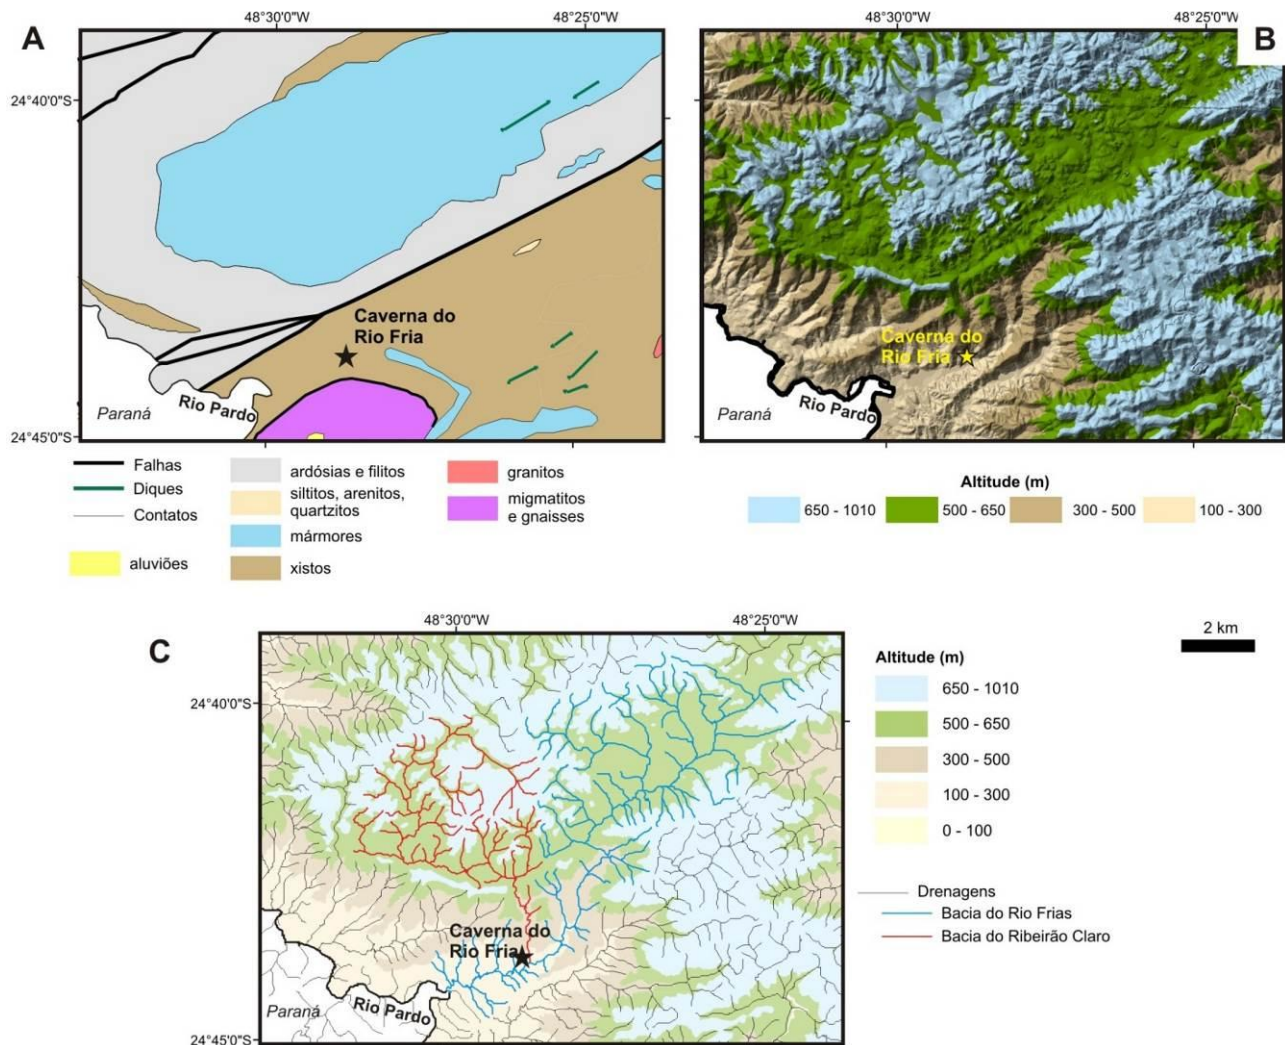 A
48°30'0"W
48°25'0"W
24°40'0"S
24°45'0"S
Caverna do
Rio Fria
Paraná
Rio Pardo
Falhas
Diques
Contatos
aluviões
ardósias e filitos
siltitos, arenitos,
quartzitos
mármores
xistos
granitos
migmatitos
e gnaisses
B
48°30'0"W
48°25'0"W
Caverna do
Rio Fria
Paraná
Rio Pardo
Altitude (m)
650 - 1010
500 - 650
300 - 500
100 - 300
C
48°30'0"W
48°25'0"W
24°40'0"S
24°45'0"S
Caverna do
Rio Fria
Paraná
Rio Pardo
2 km
Altitude (m)
650 - 1010
500 - 650
300 - 500
100 - 300
0 - 100
Drenagens
Bacia do Rio Frias
Bacia do Ribeirão Claro